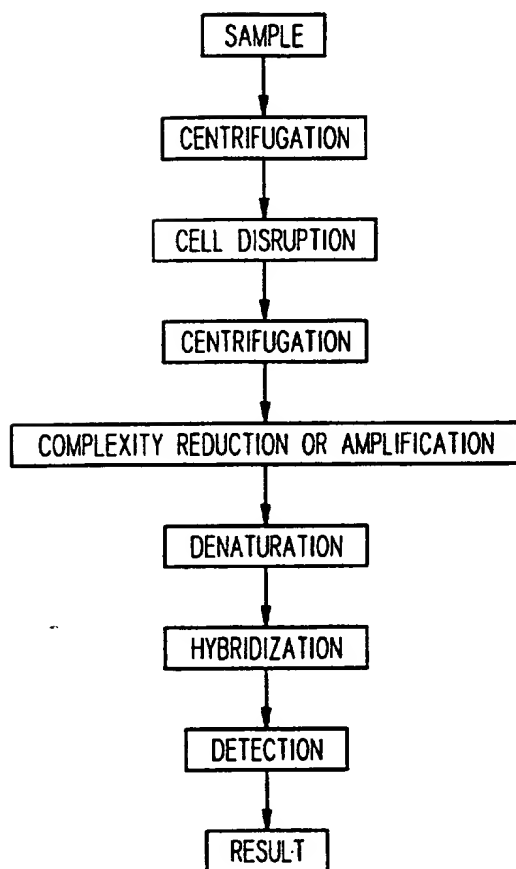 SAMPLE
CENTRIFUGATION
CELL DISRUPTION
CENTRIFUGATION
COMPLEXITY REDUCTION OR AMPLIFICATION
DENATURATION
HYBRIDIZATION
DETECTION
RESULT